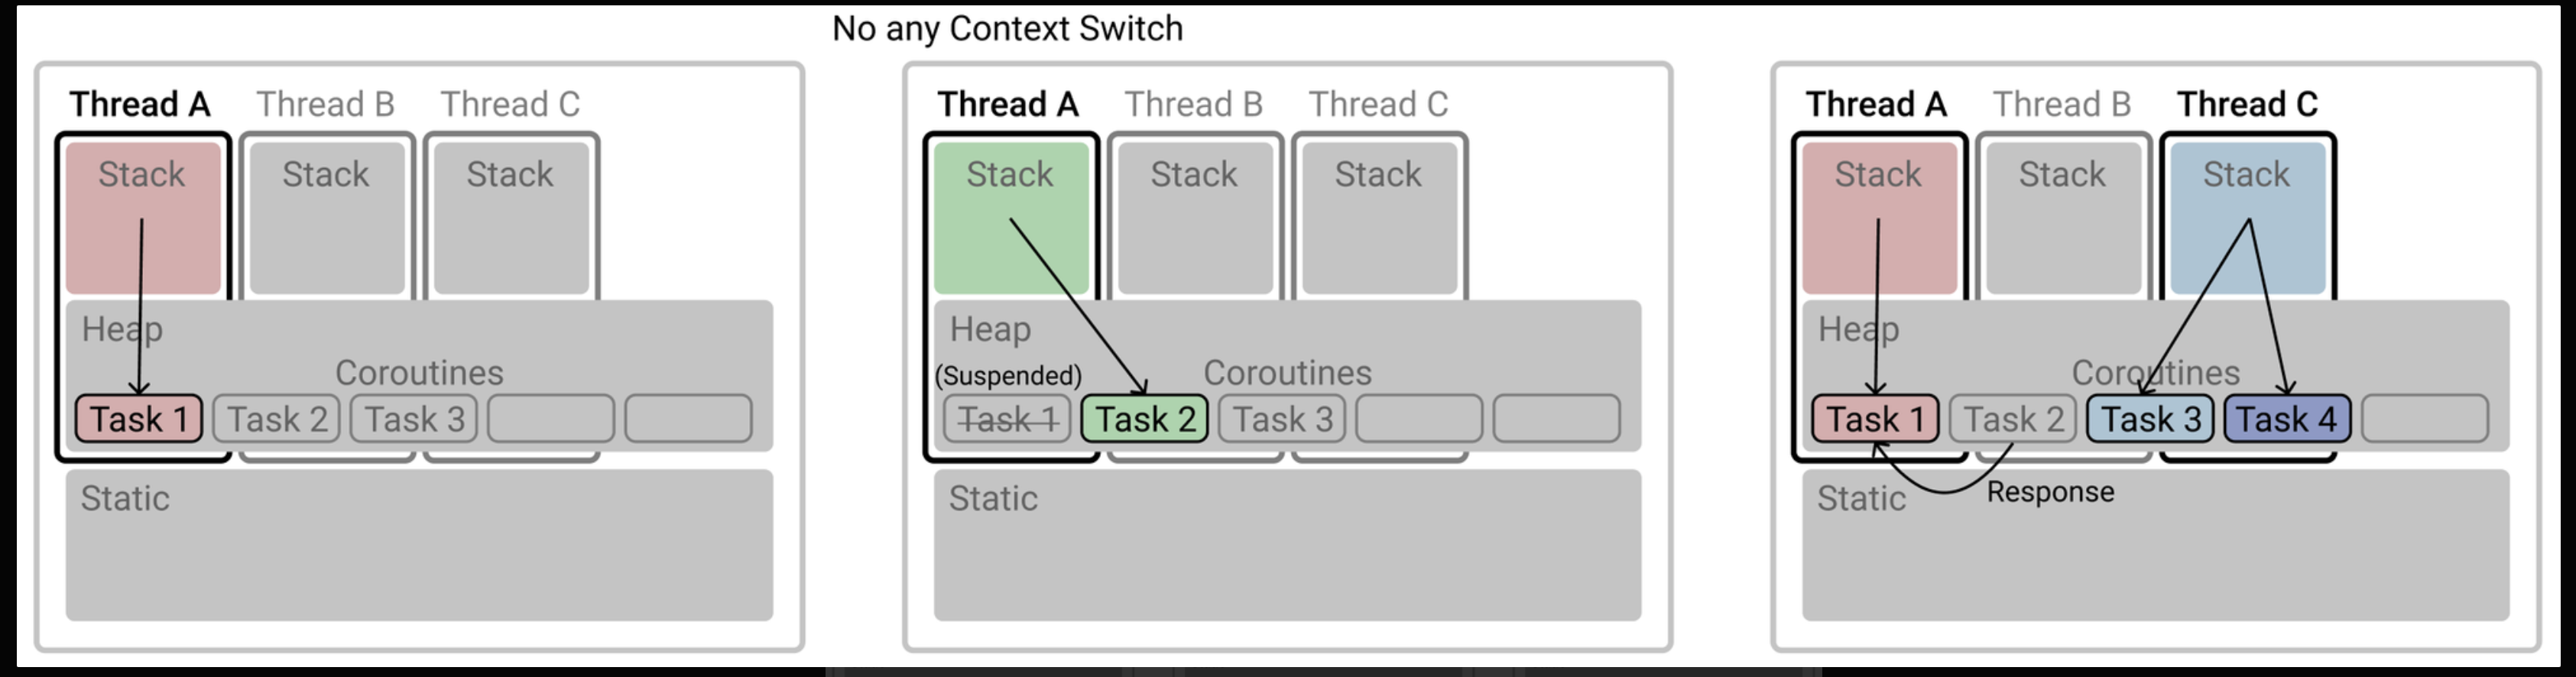 No any Context Switch
Thread A Thread B Thread C
Stack Stack Stack
Heap
Coroutines
Task 1 Task 2 Task 3
Static
Thread A Thread B Thread C
Stack Stack Stack
Heap
(Suspended) Coroutines
Task 1 Task 2 Task 3
Static
Thread A Thread B Thread C
Stack Stack Stack
Heap
Coroutines
Task 1 Task 2 Task 3 Task 4
Response
Static